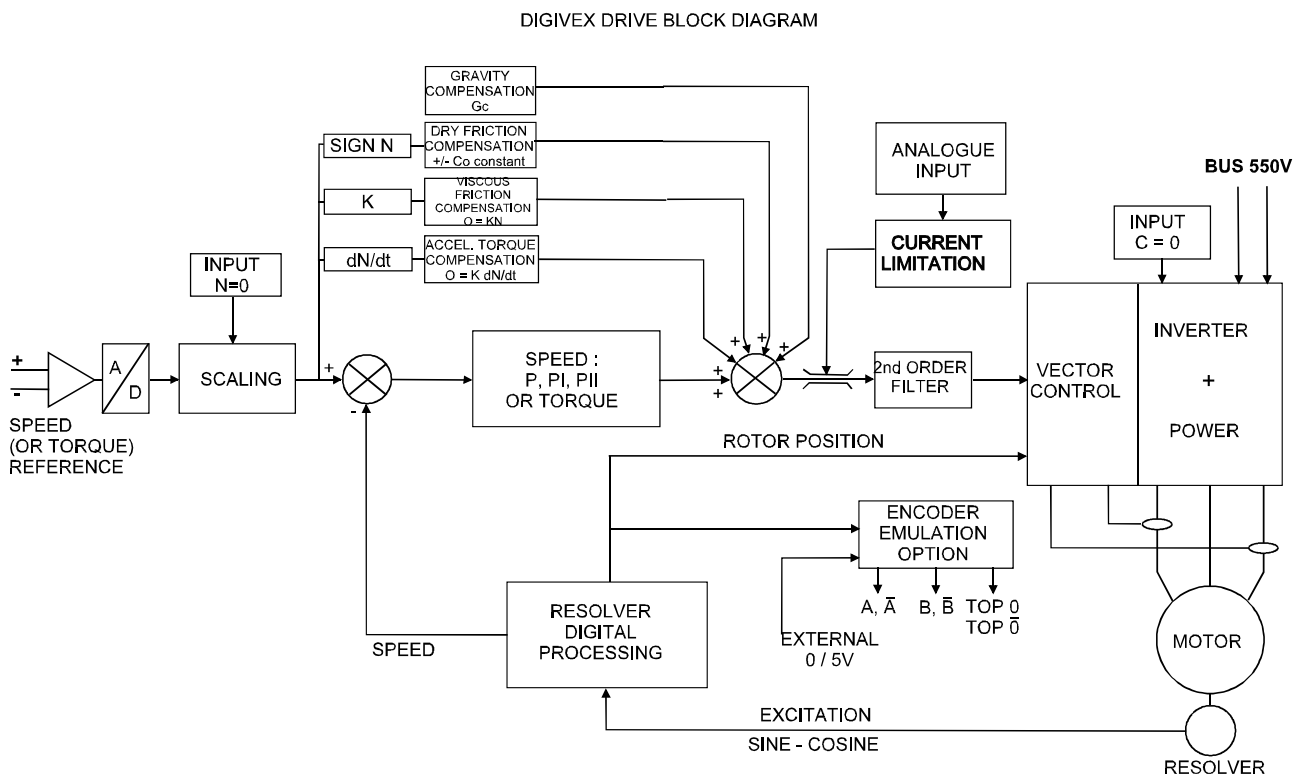 DIGIVEX DRIVE BLOCK DIAGRAM
GRAVITY
COMPENSATION
Gc
SIGN N
DRY FRICTION
COMPENSATION
+/- Co constant
K
VISCOUS
FRICTION
COMPENSATION
O = KN
dN/dt
ACCEL. TORQUE
COMPENSATION
O = K dN/dt
ANALOGUE
INPUT
CURRENT
LIMITATION
BUS 550V
INPUT
C = 0
INPUT
N=0
+
-
A
D
SCALING
+
-
SPEED :
P, PI, PII
OR TORQUE
+
+
+
+
+
+
2nd ORDER
FILTER
VECTOR
CONTROL
INVERTER
+
POWER
SPEED
(OR TORQUE)
REFERENCE
ROTOR POSITION
ENCODER
EMULATION
OPTION
A, A̅
B, B̅
TOP 0
TOP 0̅
EXTERNAL
0 / 5V
RESOLVER
DIGITAL
PROCESSING
SPEED
MOTOR
EXCITATION
SINE - COSINE
RESOLVER